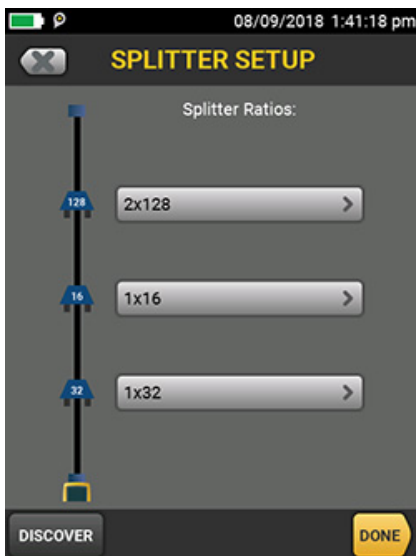 08/09/2018 1:41:18 pm
SPLITTER SETUP
Splitter Ratios:
128
2x128
16
1x16
32
1x32
DISCOVER
DONE